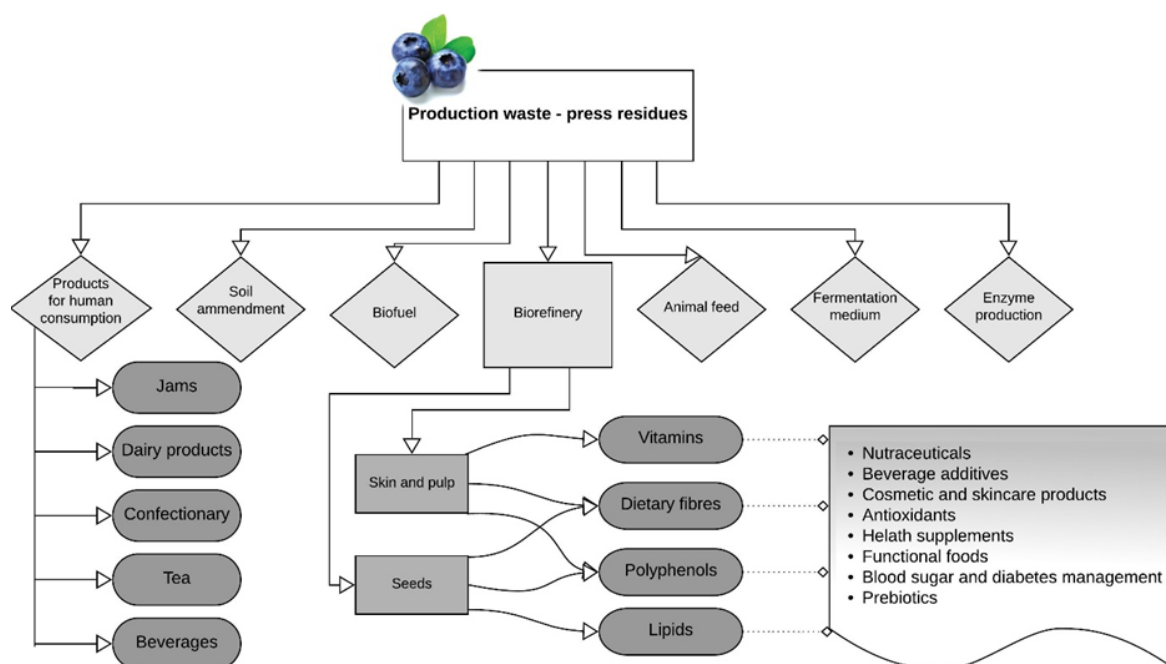 Production waste - press residues
Products
for human
consumption
Soil
ammendment
Biofuel
Biorefinery
Animal feed
Fermentation
medium
Enzyme
production
Jams
Dairy products
Confectionary
Tea
Beverages
Skin and pulp
Seeds
Vitamins
Dietary fibres
Polyphenols
Lipids
• Nutraceuticals
• Beverage additives
• Cosmetic and skincare products
• Antioxidants
• Helath supplements
• Functional foods
• Blood sugar and diabetes management
• Prebiotics